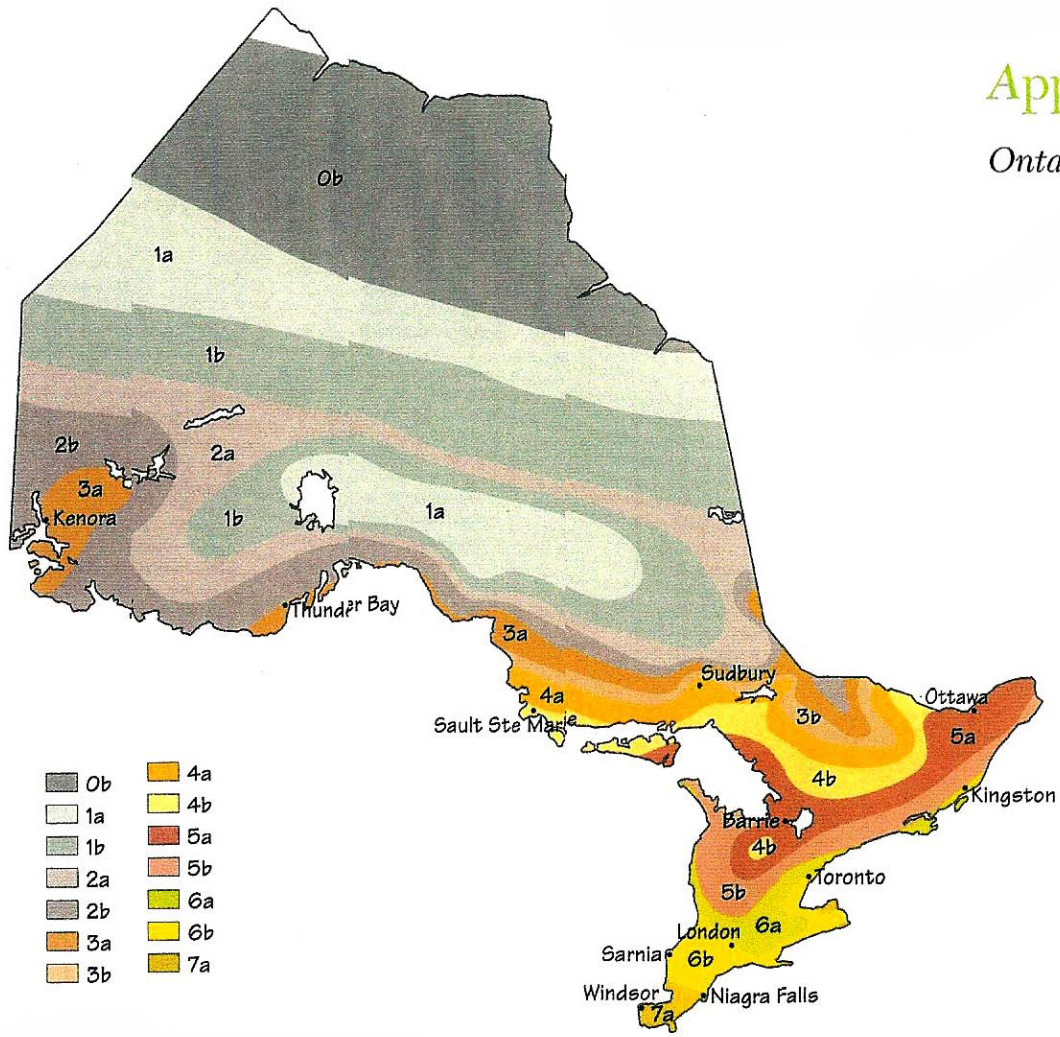 App
Onta
0b
1a
1b
2b
2a
3a
Kenora
1b
1a
Thunder Bay
3a
Sudbury
4a
Sault Ste Marie
3b
Ottawa
5a
4b
Kingston
Barrie
4b
5b
Toronto
6a
London
Sarnia
6b
Windsor
7a
Niagra Falls
0b
1a
1b
2a
2b
3a
3b
4a
4b
5a
5b
6a
6b
7a